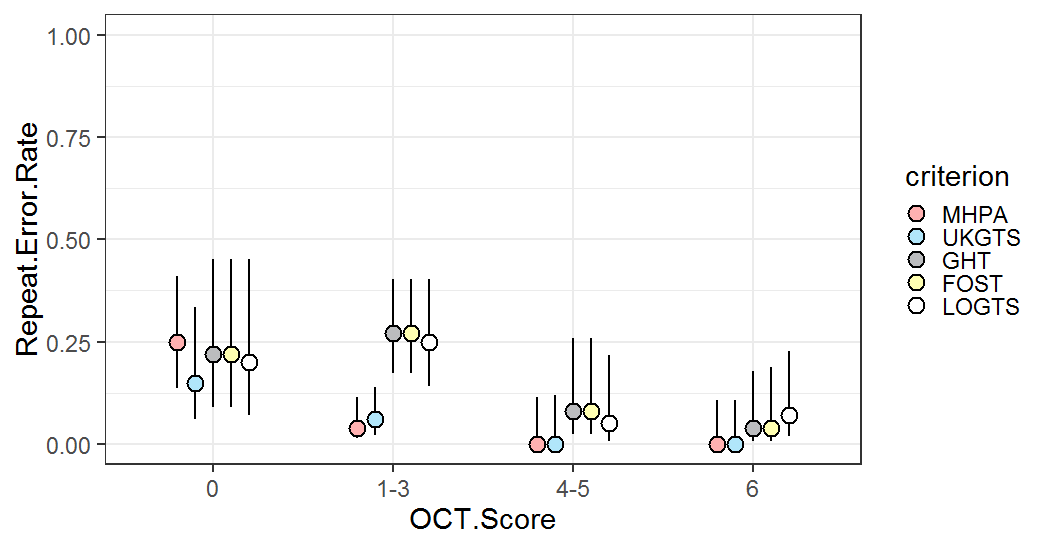 1.00
0.75
0.50
0.25
0.00
Repeat.Error.Rate
0 1-3 4-5 6
OCT.Score
criterion
MHPA
UKGTS
GHT
FOST
LOGTS